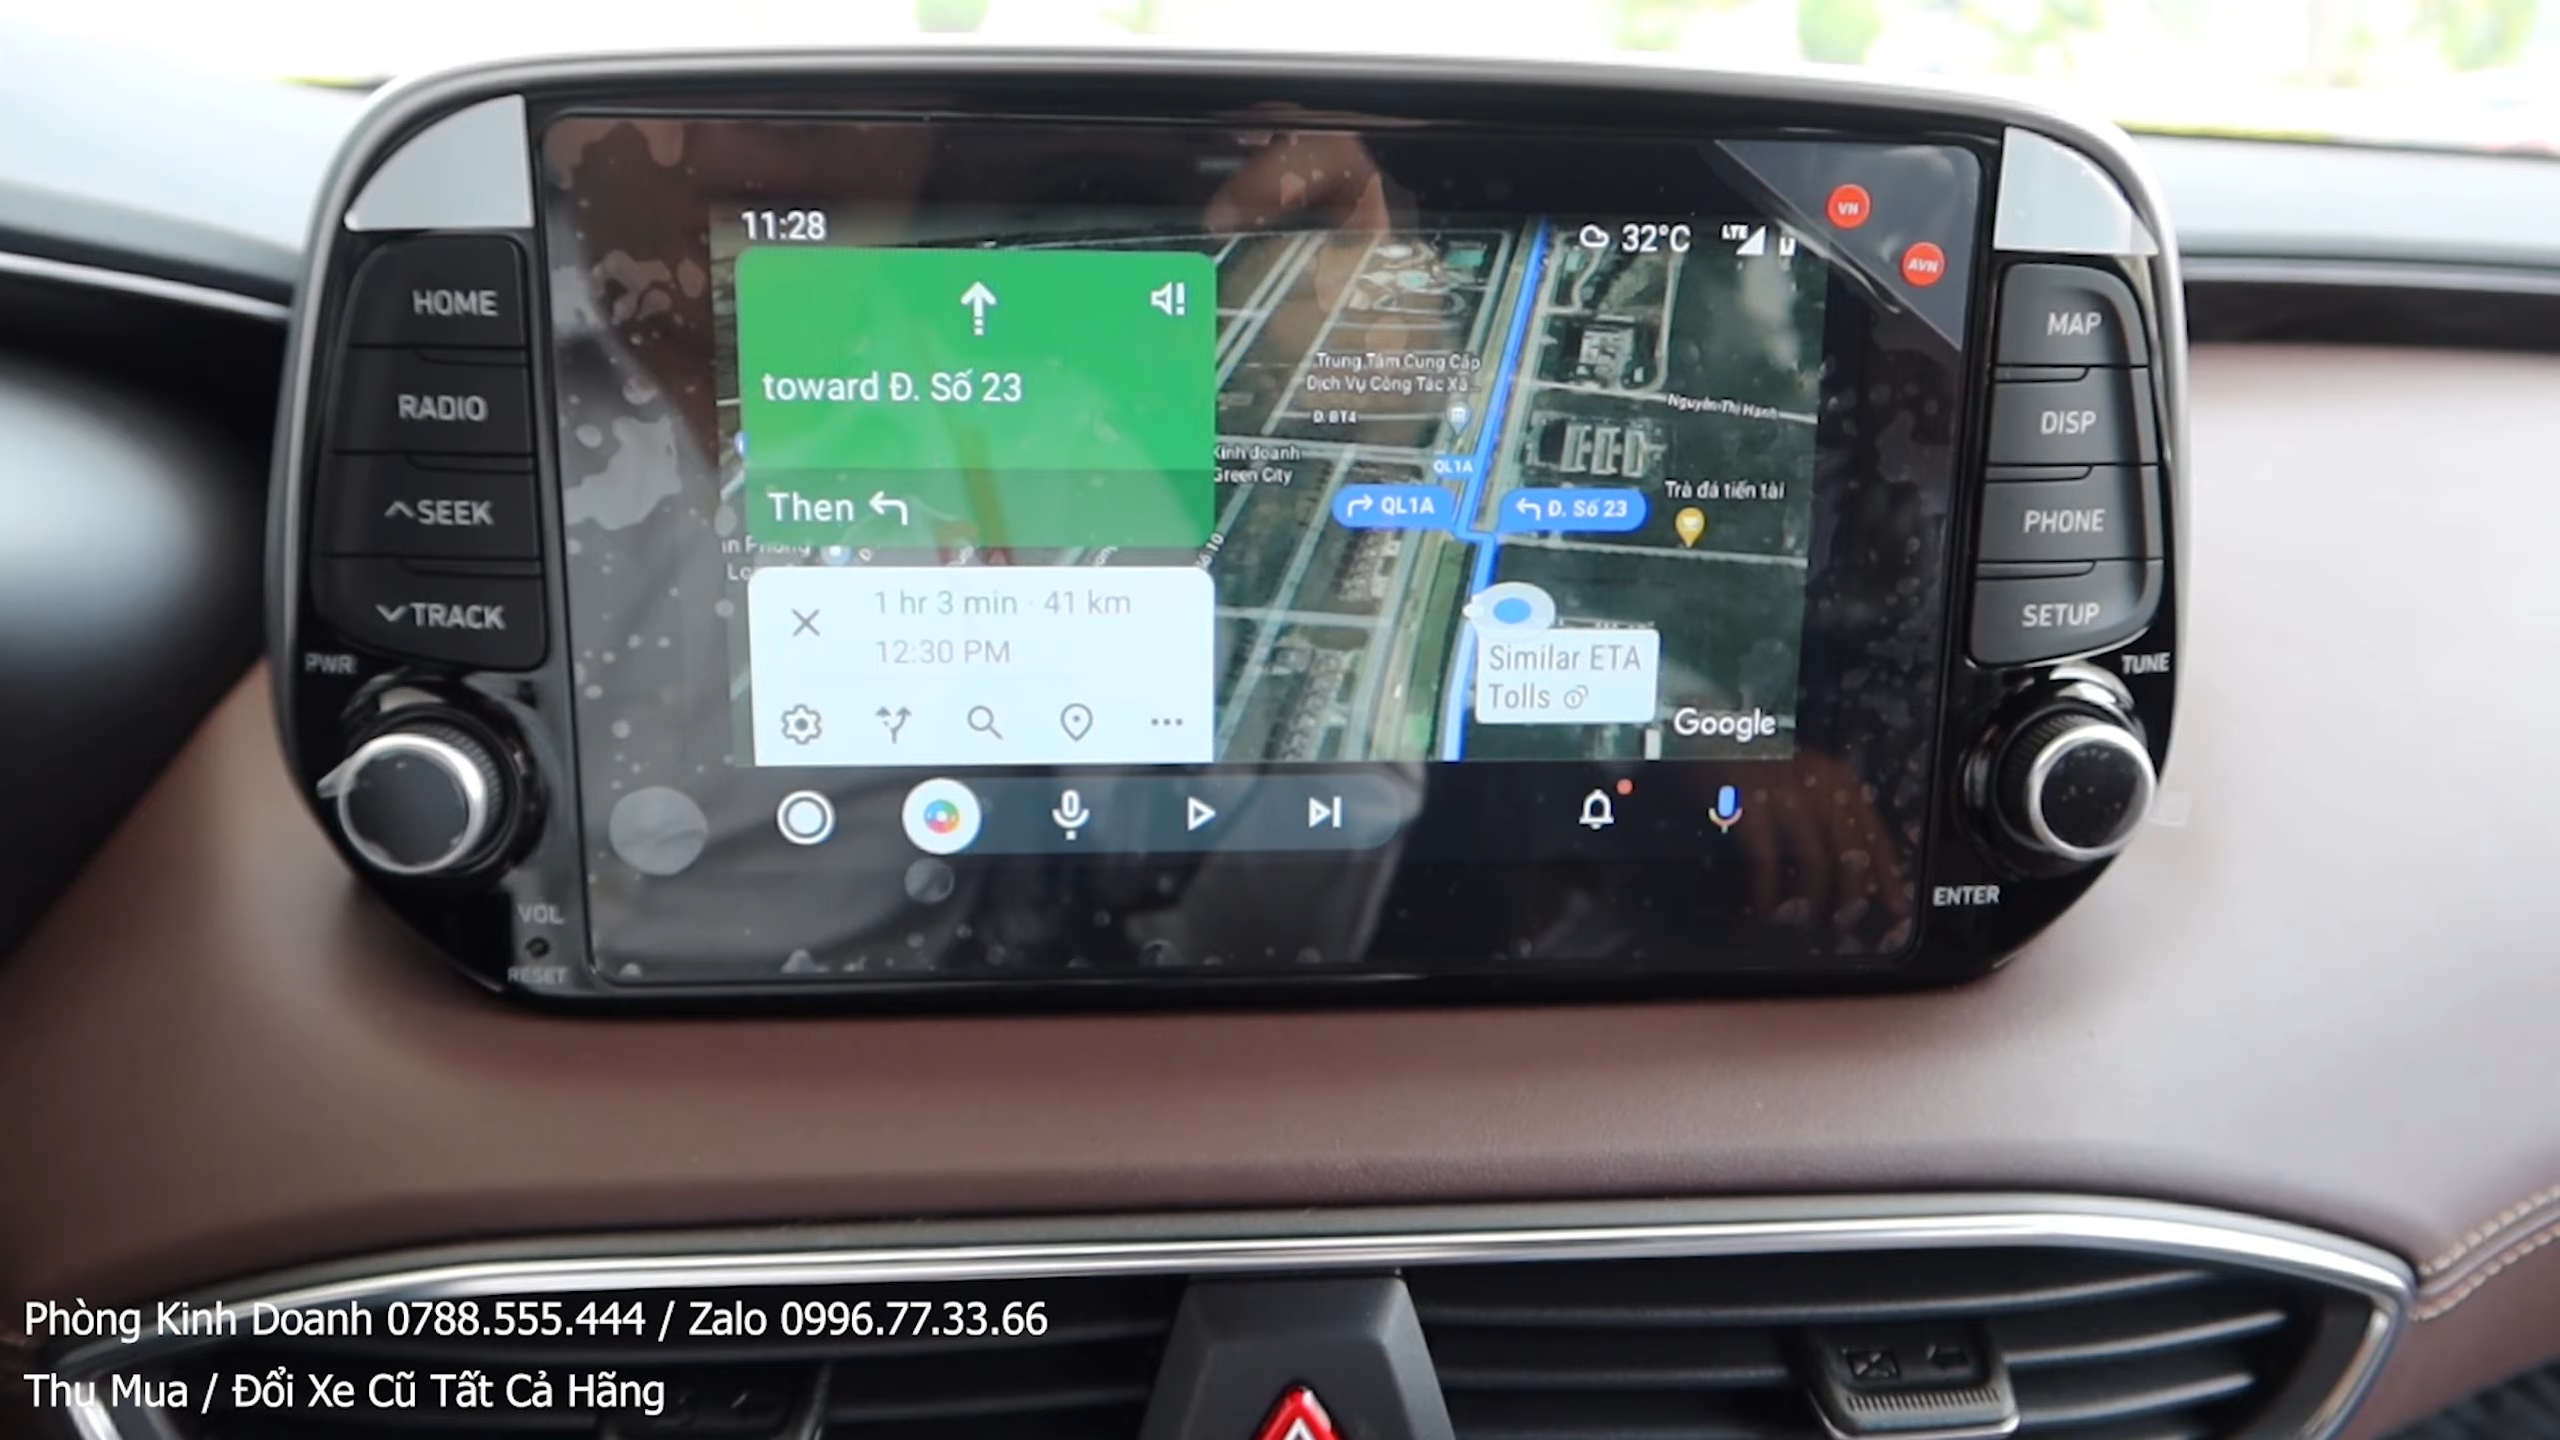 HOME
RADIO
SEEK
TRACK
PWR
VOL
RESET
11:28
32°C
LTE
VN
AVN
toward Đ. Số 23
Then
1 hr 3 min · 41 km
12:30 PM
Trung Tâm Cung Cấp
Dịch Vụ Công Tác Xã...
Đ. BT4
Kinh doanh
Green City
Nguyễn Thị Hạnh
QL1A
QL1A
Đ. Số 23
Trà đá tiến tài
Similar ETA
Tolls
Google
MAP
DISP
PHONE
SETUP
TUNE
ENTER
Phòng Kinh Doanh 0788.555.444 / Zalo 0996.77.33.66
Thu Mua / Đổi Xe Cũ Tất Cả Hãng